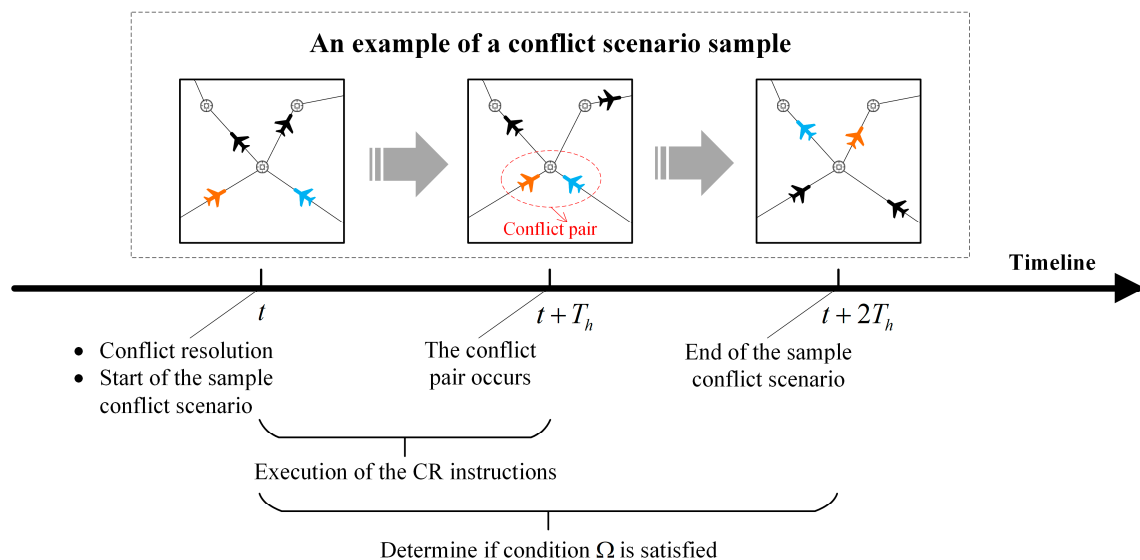 An example of a conflict scenario sample
Conflict pair
Timeline
t
t + T_h
t + 2T_h
• Conflict resolution
• Start of the sample
conflict scenario
The conflict
pair occurs
End of the sample
conflict scenario
Execution of the CR instructions
Determine if condition Ω is satisfied